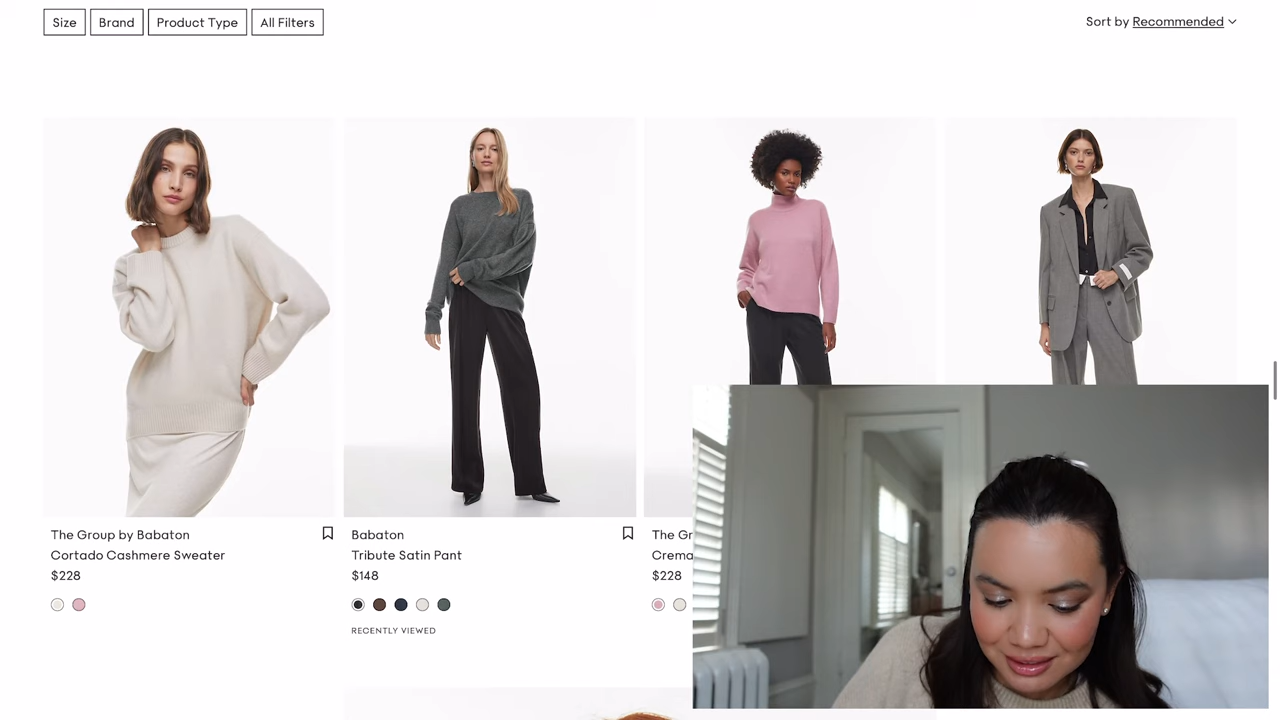 Size Brand Product Type All Filters
Sort by Recommended
The Group by Babaton
Cortado Cashmere Sweater
$228
Babaton
Tribute Satin Pant
$148
RECENTLY VIEWED
The Gr
Crema
$228